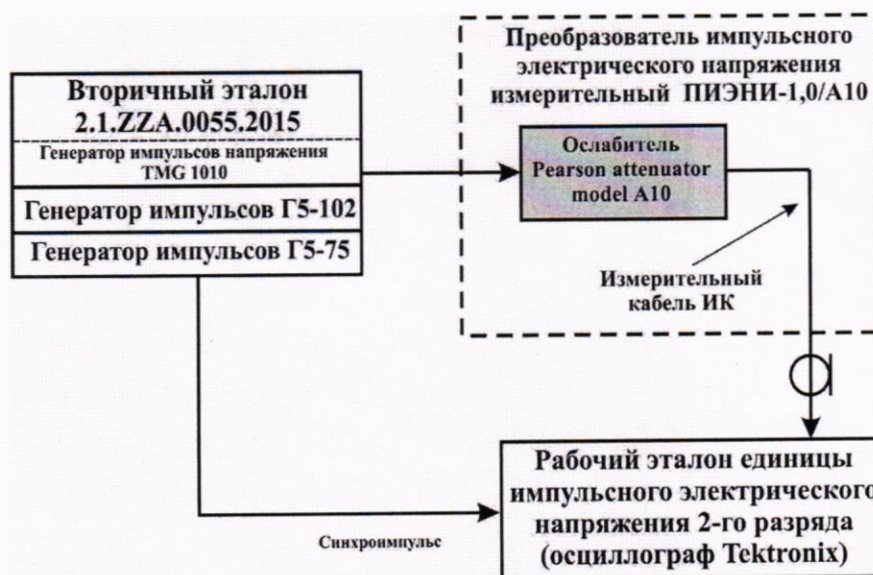 Преобразователь импульсного
электрического напряжения
измерительный ПИЭНИ-1,0/А10
Вторичный эталон
2.1.ZZA.0055.2015
Генератор импульсов напряжения
TMG 1010
Генератор импульсов Г5-102
Генератор импульсов Г5-75
Ослабитель
Pearson attenuator
model A10
Измерительный
кабель ИК
Рабочий эталон единицы
импульсного электрического
напряжения 2-го разряда
(осциллограф Tektronix)
Синхроимпульс